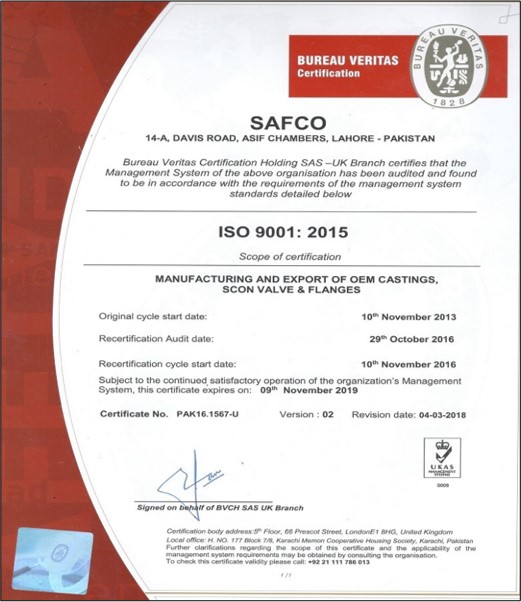 BUREAU VERITAS
Certification
BUREAU VERITAS
1828
SAFCO
14-A, DAVIS ROAD, ASIF CHAMBERS, LAHORE - PAKISTAN
Bureau Veritas Certification Holding SAS –UK Branch certifies that the
Management System of the above organisation has been audited and found
to be in accordance with the requirements of the management system
standards detailed below
ISO 9001: 2015
Scope of certification
MANUFACTURING AND EXPORT OF OEM CASTINGS,
SCON VALVE & FLANGES
Original cycle start date: 10th November 2013
Recertification Audit date: 29th October 2016
Recertification cycle start date: 10th November 2016
Subject to the continued satisfactory operation of the organization's Management
System, this certificate expires on: 09th November 2019
Certificate No. PAK16.1567-U Version : 02 Revision date: 04-03-2018
UKAS
MANAGEMENT
SYSTEMS
0008
Signed on behalf of BVCH SAS UK Branch
Certification body address:5th Floor, 66 Prescot Street, LondonE1 8HG, United Kingdom
Local office: H. NO. 177 Block 7/8, Karachi Memon Cooperative Housing Society, Karachi, Pakistan
Further clarifications regarding the scope of this certificate and the applicability of the
management system requirements may be obtained by consulting the organisation.
To check this certificate validity please call: +92 21 111 786 013
1 / 1